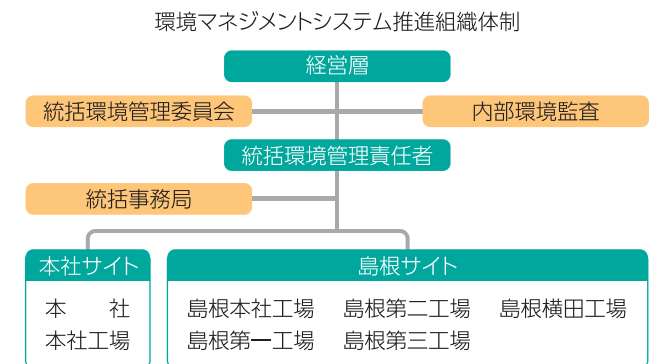 環境マネジメントシステム推進組織体制
経営層
統括環境管理委員会
内部環境監査
統括環境管理責任者
統括事務局
本社サイト
本　　社
本社工場
島根サイト
島根本社工場　島根第二工場　島根横田工場
島根第一工場　島根第三工場